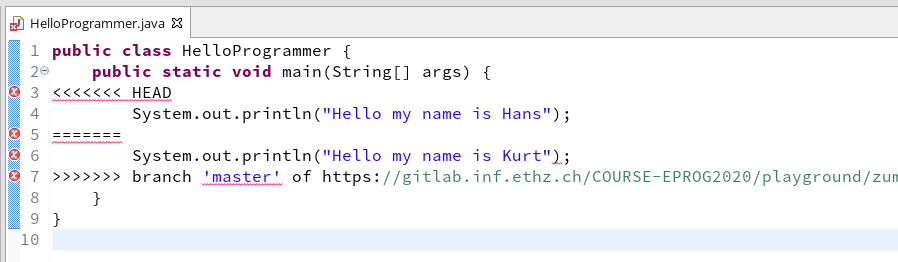 HelloProgrammer.java
1 public class HelloProgrammer {
2 public static void main(String[] args) {
3 <<<<<<< HEAD
4 System.out.println("Hello my name is Hans");
5 =======
6 System.out.println("Hello my name is Kurt");
7 >>>>>>> branch 'master' of https://gitlab.inf.ethz.ch/COURSE-EPROG2020/playground/zum
8 }
9 }
10